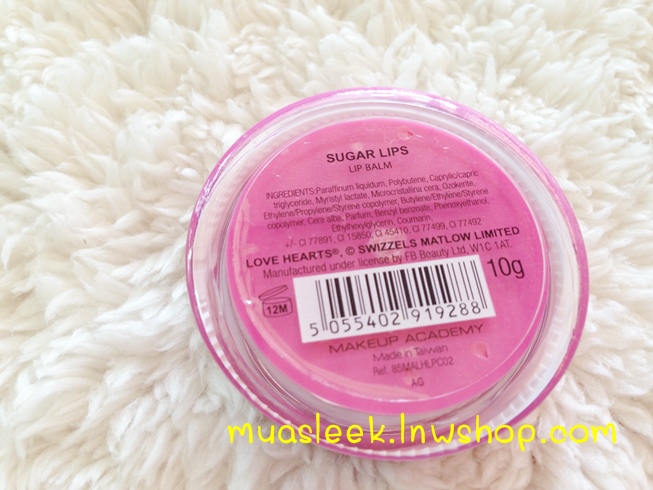 SUGAR LIPS
LIP BALM
INGREDIENTS: Paraffinum liquidum, Polybutene, Caprylic/capric
triglyceride, Myristyl lactate, Microcristallina cera, Ozokerite,
Ethylene/Propylene/Styrene copolymer, Butylene/Ethylene/Styrene
copolymer, Cera alba, Parfum, Benzyl benzoate, Phenoxyethanol,
Ethylhexylglycerin, Coumarin.
+/- CI 77891, CI 15850, CI 45410, CI 77499, CI 77492
LOVE HEARTS®, © SWIZZELS MATLOW LIMITED
Manufactured under license by FB Beauty Ltd. W1C 1AT.
10g
12M
5 055402 919288
MAKEUP ACADEMY
Made in Taiwan
Ref. 85MALHLPC02
AG
muasleek.lnwshop.com